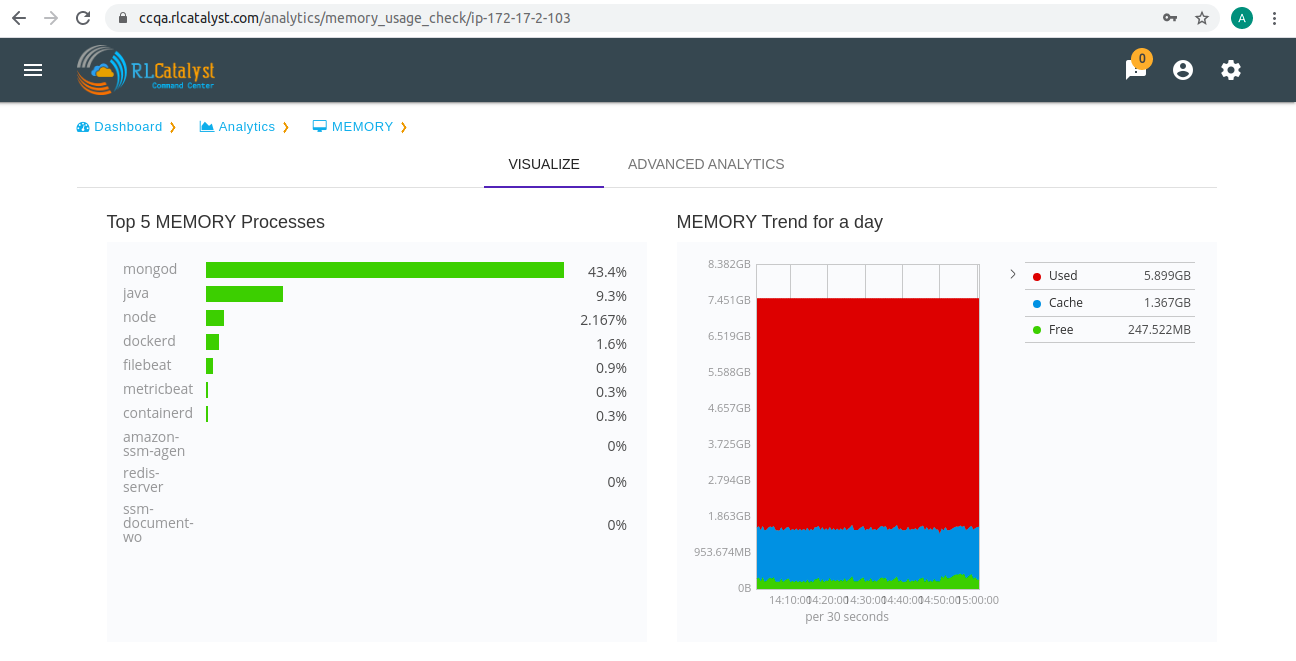 ccqa.rlcatalyst.com/analytics/memory_usage_check/ip-172-17-2-103
A
RLCatalyst
Command Center
0
Dashboard
Analytics
MEMORY
VISUALIZE
ADVANCED ANALYTICS
Top 5 MEMORY Processes
mongod 43.4%
java 9.3%
node 2.167%
dockerd 1.6%
filebeat 0.9%
metricbeat 0.3%
containerd 0.3%
amazon-
ssm-agen 0%
redis-
server 0%
ssm-
document- 0%
wo
MEMORY Trend for a day
8.382GB
7.451GB
6.519GB
5.588GB
4.657GB
3.725GB
2.794GB
1.863GB
953.674MB
0B
14:10:00 14:20:00 14:30:00 14:40:00 14:50:00 15:00:00
per 30 seconds
Used 5.899GB
Cache 1.367GB
Free 247.522MB